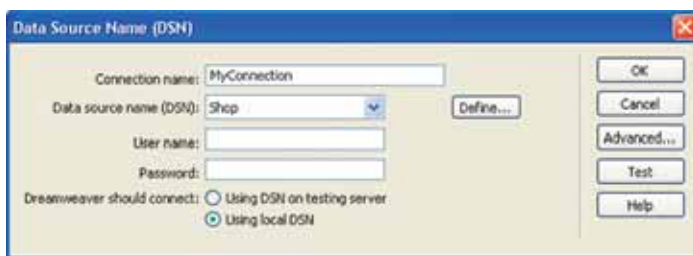 Data Source Name (DSN)
Connection name: MyConnection
Data source name (DSN): Shop Define...
User name:
Password:
Dreamweaver should connect: Using DSN on testing server
Using local DSN
OK
Cancel
Advanced...
Test
Help